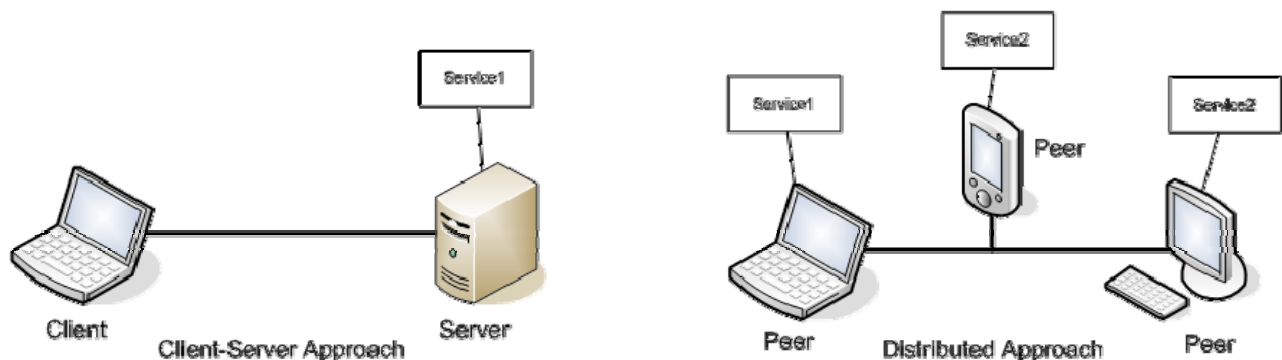 Service1
Client
Server
Client-Server Approach
Service2
Service1
Service2
Peer
Peer
Distributed Approach
Peer